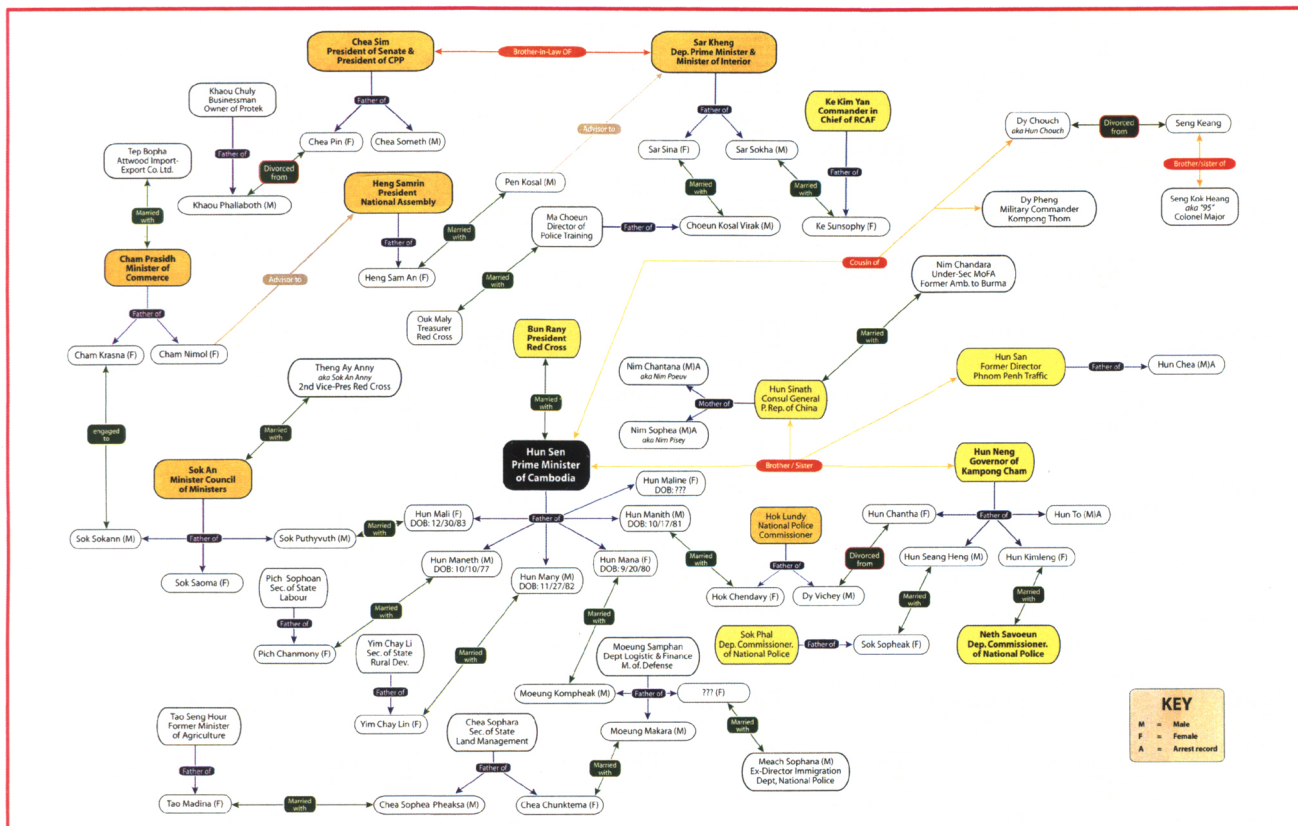 Chea Sim
President of Senate &
President of CPP
Brother-in-Law OF
Sar Kheng
Dep. Prime Minister &
Minister of Interior
Khaou Chuly
Businessman
Owner of Protek
Father of
Father of
Ke Kim Yan
Commander in
Chief of RCAF
Tep Bopha
Attwood Import-
Export Co. Ltd.
Father of
Chea Pin (F)
Chea Someth (M)
Advisor to
Sar Sina (F)
Sar Sokha (M)
Father of
Dy Chouch
aka Hun Chouch
Divorced
from
Seng Keang
Brother/sister of
Divorced
from
Khaou Phallaboth (M)
Heng Samrin
President
National Assembly
Pen Kosal (M)
Married
with
Married
with
Dy Pheng
Military Commander
Kompong Thom
Seng Kok Heang
aka "95"
Colonel Major
Married
with
Married
with
Ma Choeun
Director of
Police Training
Father of
Choeun Kosal Virak (M)
Ke Sunsophy (F)
Cham Prasidh
Minister of
Commerce
Advisor to
Father of
Heng Sam An (F)
Married
with
Cousin of
Nim Chandara
Under-Sec MoFA
Former Amb. to Burma
Father of
Ouk Maly
Treasurer
Red Cross
Bun Rany
President
Red Cross
Married
with
Cham Krasna (F)
Cham Nimol (F)
Theng Ay Anny
aka Sok An Anny
2nd Vice-Pres Red Cross
Nim Chantana (M)A
aka Nim Poeuv
Mother of
Hun Sinath
Consul General
P. Rep. of China
Hun San
Former Director
Phnom Penh Traffic
Father of
Hun Chea (M)A
Nim Sophea (M)A
aka Nim Pisey
Married
with
engaged
to
Married
with
Sok An
Minister Council
of Ministers
Hun Sen
Prime Minister
of Cambodia
Brother / Sister
Hun Neng
Governor of
Kampong Cham
Hun Maline (F)
DOB: ???
Hun Mali (F)
DOB: 12/30/83
Father of
Hun Manith (M)
DOB: 10/17/81
Hok Lundy
National Police
Commissioner
Hun Chantha (F)
Father of
Hun To (M)A
Sok Sokann (M)
Father of
Sok Puthyvuth (M)
Married
with
Hun Maneth (M)
DOB: 10/10/77
Hun Many (M)
DOB: 11/27/82
Hun Mana (F)
DOB: 9/20/80
Married
with
Father of
Divorced
from
Hun Seang Heng (M)
Hun Kimleng (F)
Sok Saoma (F)
Pich Sophoan
Sec. of State
Labour
Hok Chendavy (F)
Dy Vichey (M)
Married
with
Married
with
Married
with
Married
with
Father of
Pich Chanmony (F)
Yim Chay Li
Sec. of State
Rural Dev.
Married
with
Moeung Samphan
Dept Logistic & Finance
M. of. Defense
Sok Phal
Dep. Commissioner.
of National Police
Father of
Sok Sopheak (F)
Neth Savoeun
Dep. Commissioner.
of National Police
Father of
Moeung Kompheak (M)
Father of
??? (F)
Yim Chay Lin (F)
Tao Seng Hour
Former Minister
of Agriculture
Chea Sophara
Sec. of State
Land Management
Moeung Makara (M)
Married
with
Father of
Father of
Married
with
Meach Sophana (M)
Ex-Director Immigration
Dept, National Police
Tao Madina (F)
Married
with
Chea Sophea Pheaksa (M)
Chea Chunktema (F)
KEY
M = Male
F = Female
A = Arrest record